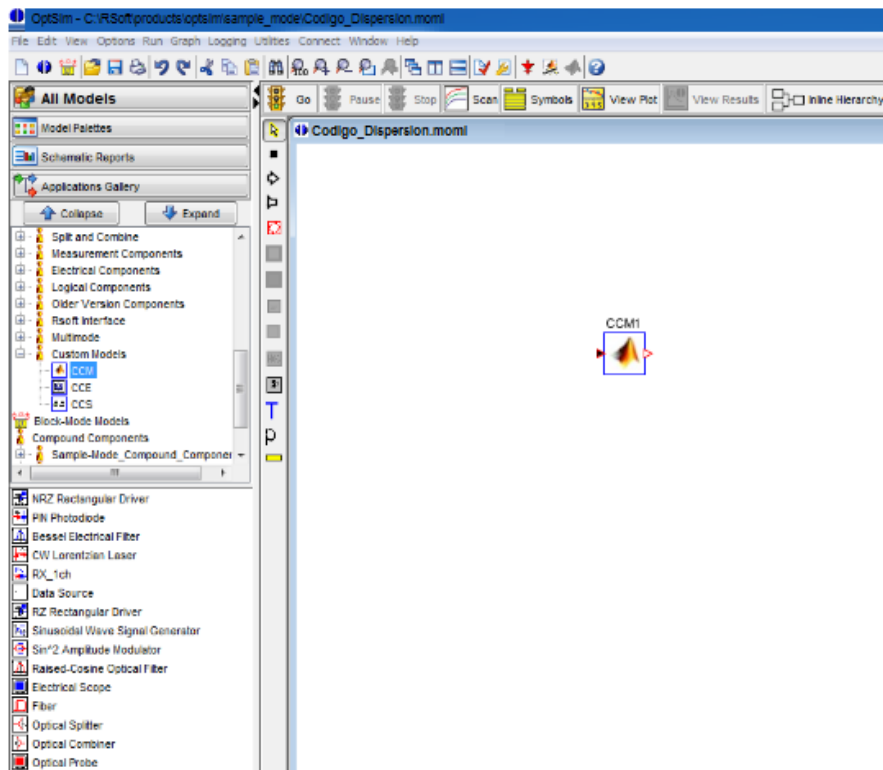 OptSim - C:\RSoft\products\optsim\sample_mode\Codigo_Dispersion.moml
File Edit View Options Run Graph Logging Utilities Connect Window Help
All Models
Go Pause Stop Scan Symbols View Plot View Results Inline Hierarchy
Model Palettes
Codigo_Dispersion.moml
Schematic Reports
Applications Gallery
Collapse Expand
Split and Combine
Measurement Components
Electrical Components
Logical Components
Older Version Components
Rsoft Interface
Multimode
Custom Models
CCM
CCE
CCS
Block-Mode Models
Compound Components
Sample-Mode_Compound_Componer
CCM1
NRZ Rectangular Driver
PIN Photodiode
Bessel Electrical Filter
CW Lorentzian Laser
RX_1ch
Data Source
RZ Rectangular Driver
Sinusoidal Wave Signal Generator
Sin^2 Amplitude Modulator
Raised-Cosine Optical Filter
Electrical Scope
Fiber
Optical Splitter
Optical Combiner
Optical Probe